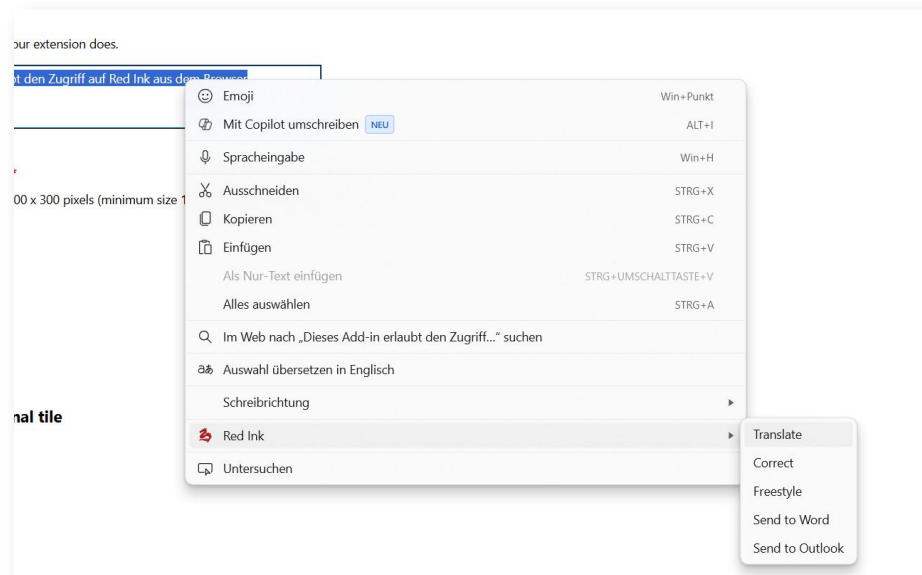 our extension does.
bt den Zugriff auf Red Ink aus dem Browser
Emoji Win+Punkt
Mit Copilot umschreiben NEU ALT+I
Spracheingabe Win+H
*
00 x 300 pixels (minimum size 1
Ausschneiden STRG+X
Kopieren STRG+C
Einfügen STRG+V
Als Nur-Text einfügen STRG+UMSCHALTTASTE+V
Alles auswählen STRG+A
Im Web nach „Dieses Add-in erlaubt den Zugriff...“ suchen
Auswahl übersetzen in Englisch
Schreibrichtung
nal tile
Red Ink
Untersuchen
Translate
Correct
Freestyle
Send to Word
Send to Outlook